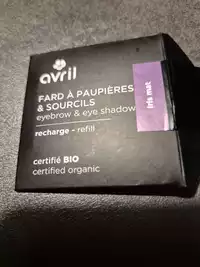 avril
FARD À PAUPIÈRES
& SOURCILS
eyebrow & eye shadow
recharge - refill
certifié BIO
certified organic
Iris mat